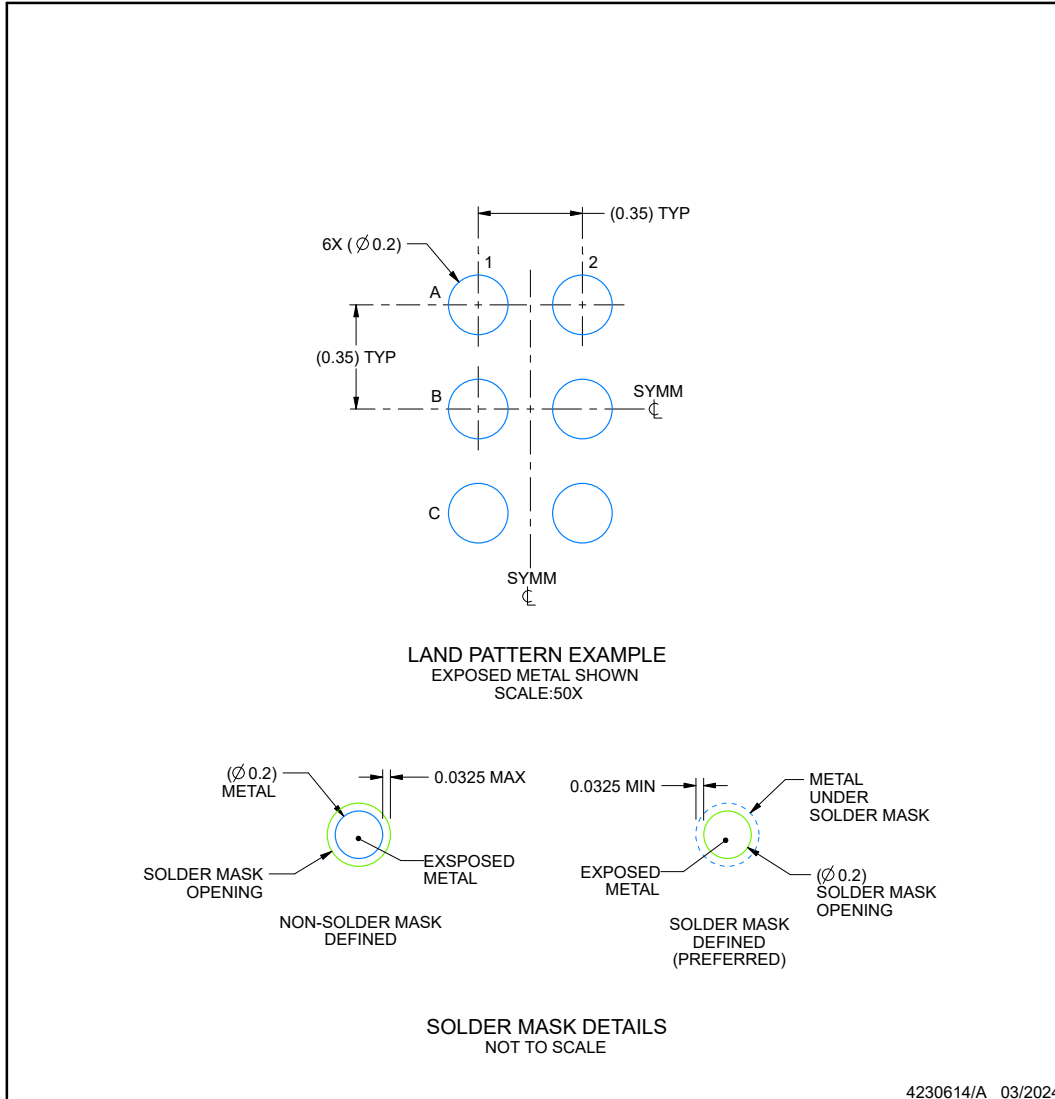 (0.35) TYP
6X (∅0.2)
1
2
A
(0.35) TYP
B
SYMM
℄
C
SYMM
℄
LAND PATTERN EXAMPLE
EXPOSED METAL SHOWN
SCALE:50X
(∅0.2)
METAL
0.0325 MAX
SOLDER MASK
OPENING
EXSPOSED
METAL
NON-SOLDER MASK
DEFINED
0.0325 MIN
METAL
UNDER
SOLDER MASK
EXPOSED
METAL
(∅0.2)
SOLDER MASK
OPENING
SOLDER MASK
DEFINED
(PREFERRED)
SOLDER MASK DETAILS
NOT TO SCALE
4230614/A 03/2024